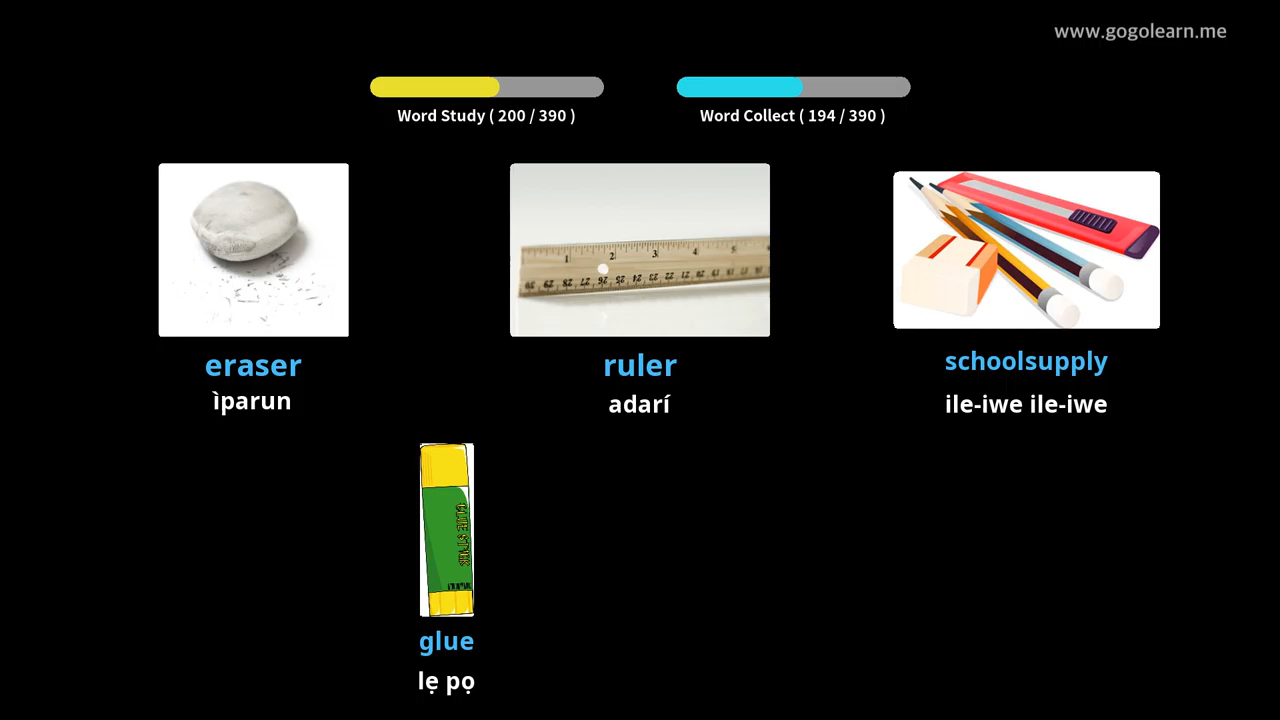 www.gogolearn.me
Word Study ( 200 / 390 )
Word Collect ( 194 / 390 )
eraser
ìparun
ruler
adarí
schoolsupply
ile-iwe ile-iwe
glue
lẹ pọ